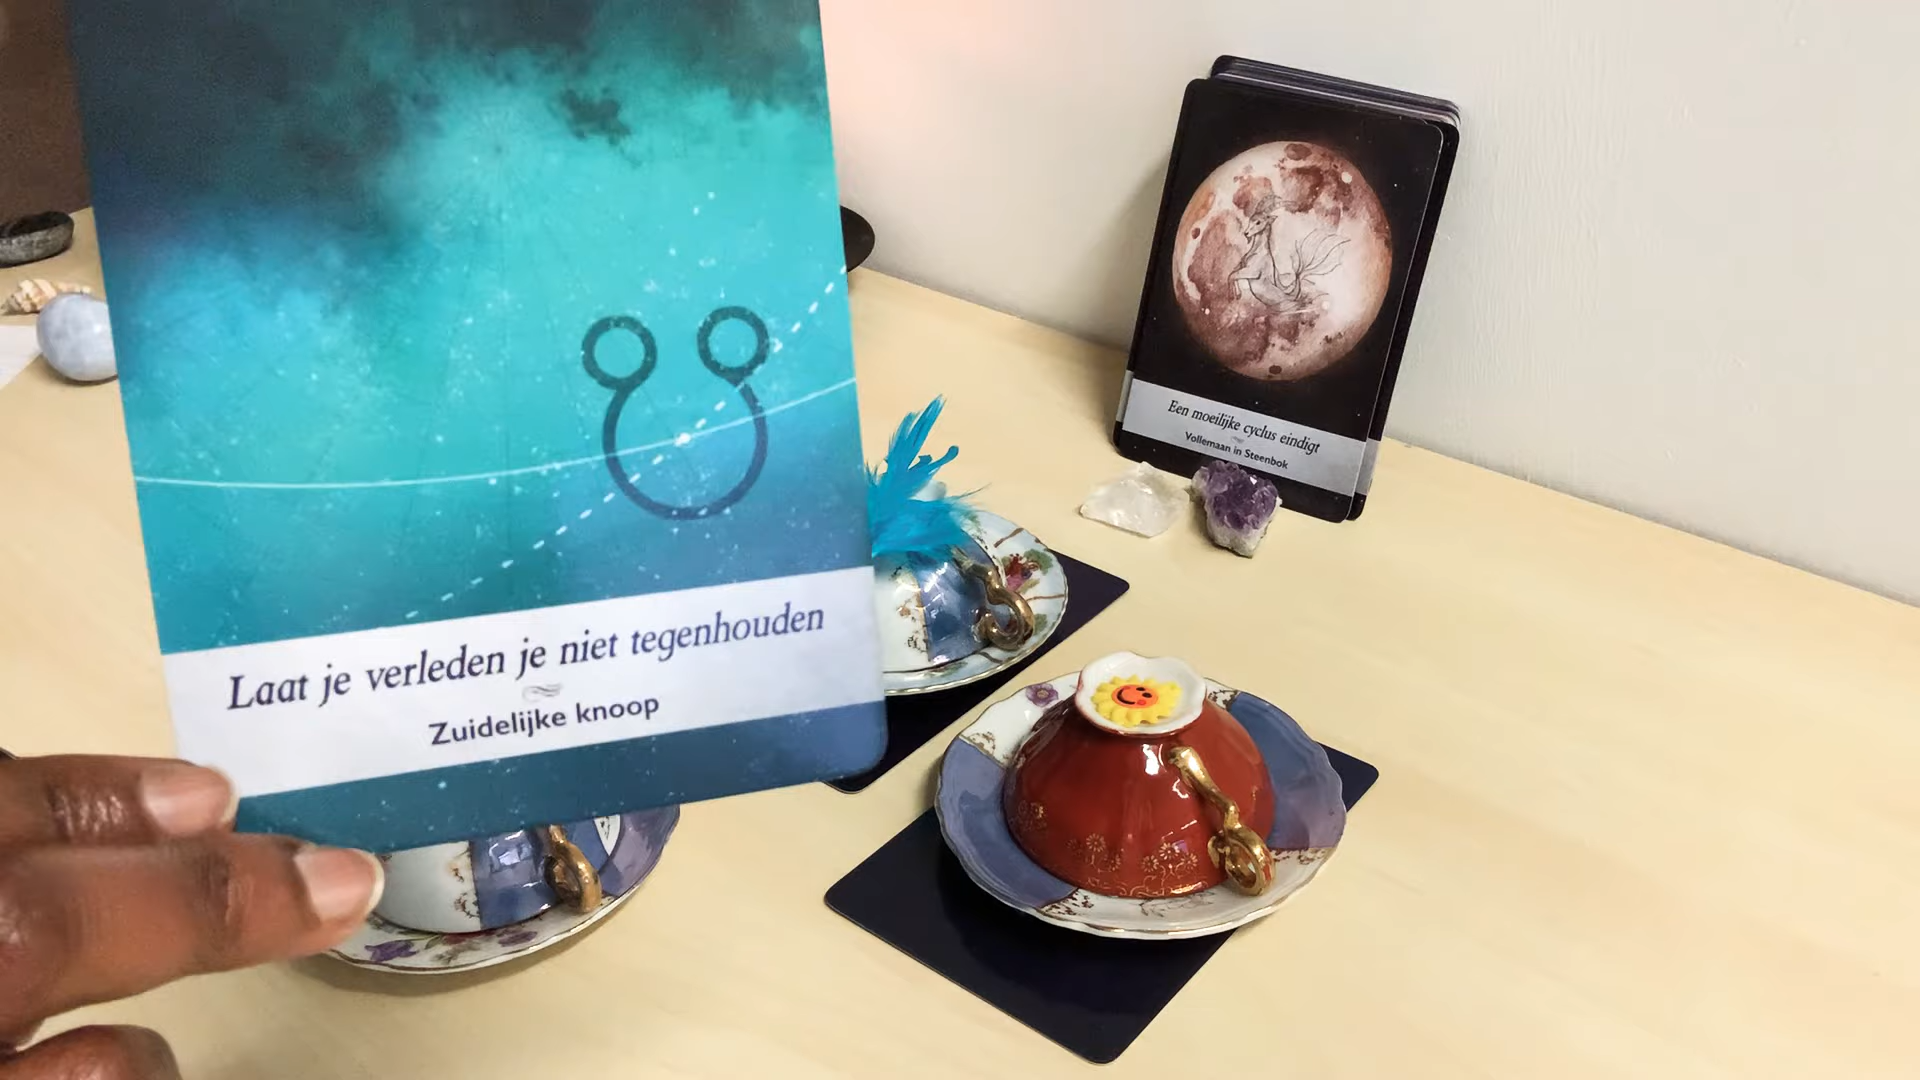 Laat je verleden je niet tegenhouden
Zuidelijke knoop
Een moeilijke cyclus eindigt
Vollemaan in Steenbok